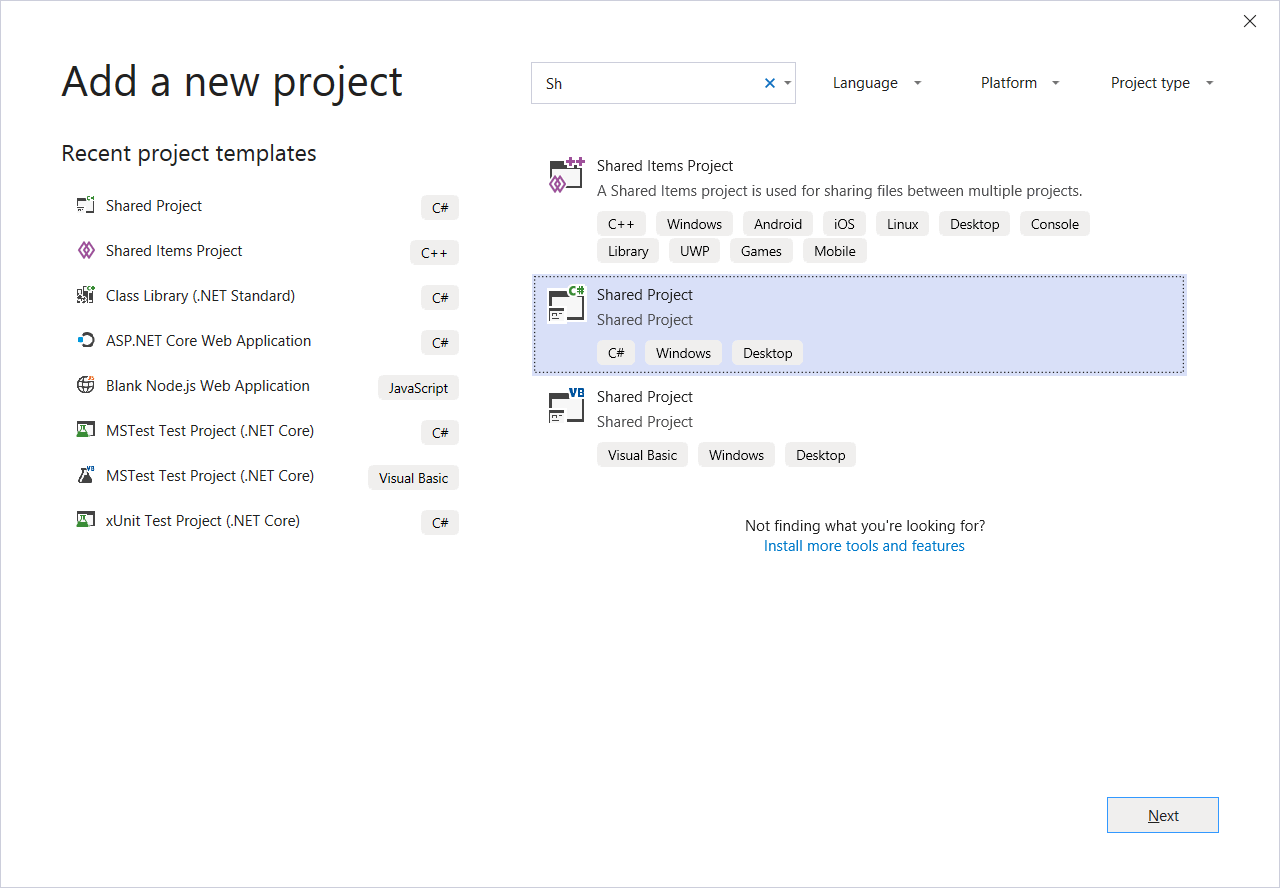 Add a new project
Sh
Language
Platform
Project type
Recent project templates
Shared Project
C#
Shared Items Project
C++
Class Library (.NET Standard)
C#
ASP.NET Core Web Application
C#
Blank Node.js Web Application
JavaScript
MSTest Test Project (.NET Core)
C#
MSTest Test Project (.NET Core)
Visual Basic
xUnit Test Project (.NET Core)
C#
Shared Items Project
A Shared Items project is used for sharing files between multiple projects.
C++ Windows Android iOS Linux Desktop Console
Library UWP Games Mobile
C#
Shared Project
Shared Project
C# Windows Desktop
VB
Shared Project
Shared Project
Visual Basic Windows Desktop
Not finding what you're looking for?
Install more tools and features
Next